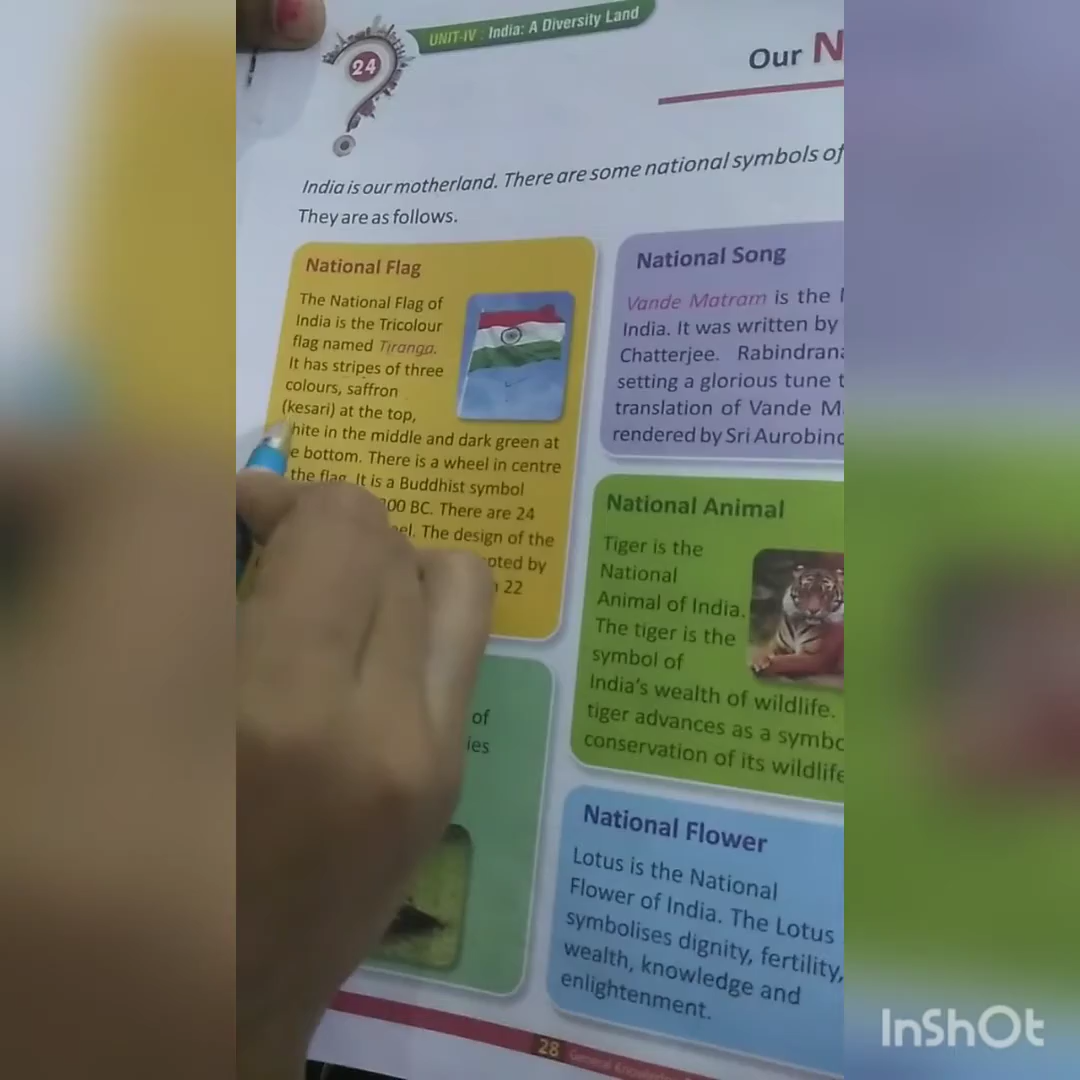 24
UNIT-IV : India: A Diversity Land
Our N
India is our motherland. There are some national symbols of
They are as follows.
National Flag
The National Flag of
India is the Tricolour
flag named Tiranga.
It has stripes of three
colours, saffron
(kesari) at the top,
hite in the middle and dark green at
e bottom. There is a wheel in centre
the flag. It is a Buddhist symbol
00 BC. There are 24
eel. The design of the
pted by
22
of
ies
National Song
Vande Matram is the
India. It was written by
Chatterjee. Rabindrana
setting a glorious tune t
translation of Vande M
rendered by Sri Aurobind
National Animal
Tiger is the
National
Animal of India.
The tiger is the
symbol of
India's wealth of wildlife.
tiger advances as a symbo
conservation of its wildlife
National Flower
Lotus is the National
Flower of India. The Lotus
symbolises dignity, fertility,
wealth, knowledge and
enlightenment.
28
General Knowledge
InShOt